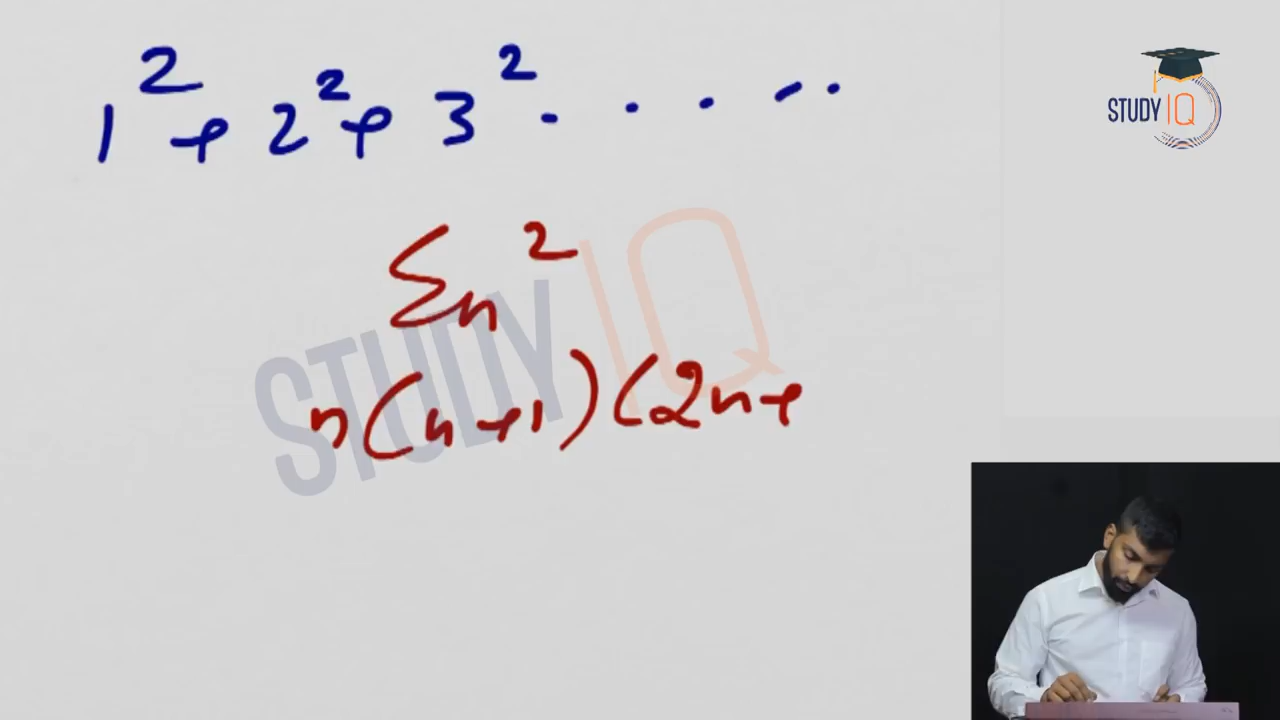 1² + 2² + 3² . . . . .
STUDY IQ
Σn²
n(n+1)(2n+
STUDY IQ